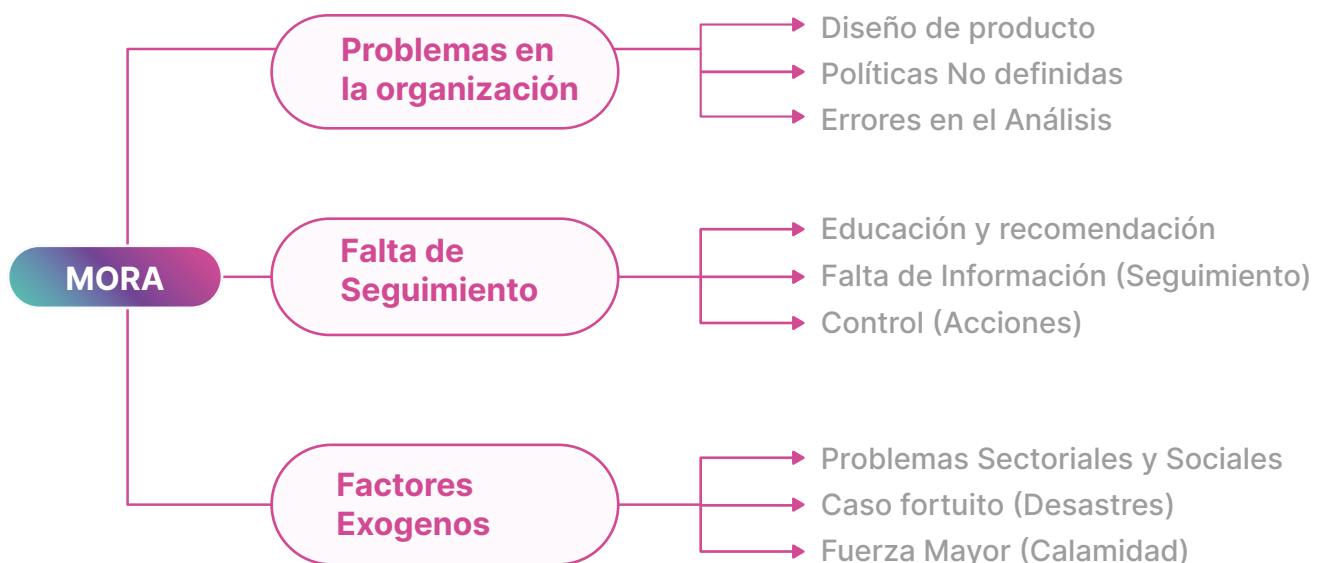 Problemas en
la organización
Diseño de producto
Políticas No definidas
Errores en el Análisis
MORA
Falta de
Seguimiento
Educación y recomendación
Falta de Información (Seguimiento)
Control (Acciones)
Factores
Exogenos
Problemas Sectoriales y Sociales
Caso fortuito (Desastres)
Fuerza Mayor (Calamidad)